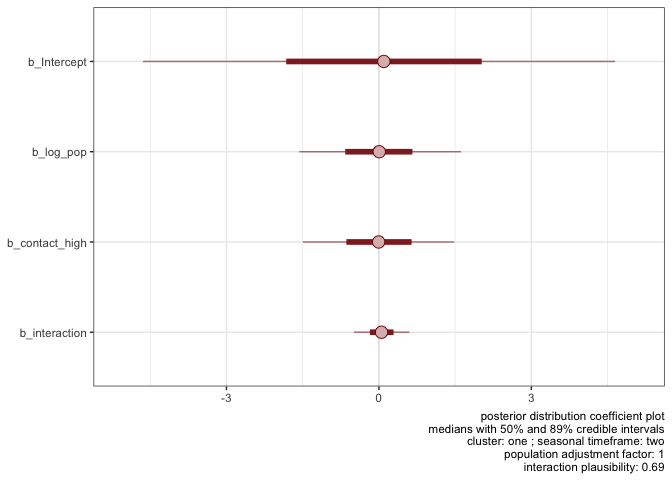 b_Intercept
b_log_pop
b_contact_high
b_interaction
-3
0
3
posterior distribution coefficient plot
medians with 50% and 89% credible intervals
cluster: one ; seasonal timeframe: two
population adjustment factor: 1
interaction plausibility: 0.69